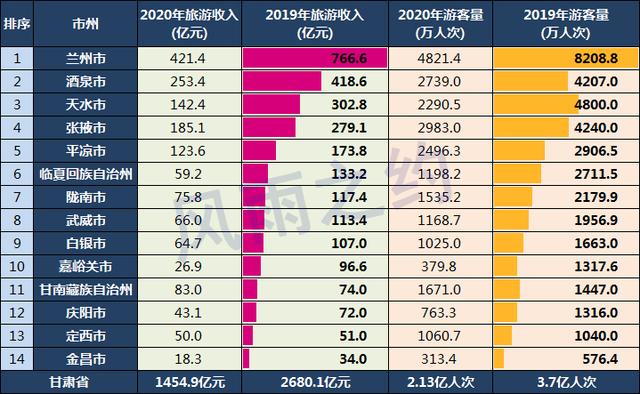 排序 市州 2020年旅游收入(亿元) 2019年旅游收入(亿元) 2020年游客量(万人次) 2019年游客量(万人次)
1 兰州市 421.4 766.6 4821.4 8208.8
2 酒泉市 253.4 418.6 2739.0 4207.0
3 天水市 142.4 302.8 2290.5 4800.0
4 张掖市 185.1 279.1 2983.0 4240.0
5 平凉市 123.6 173.8 2496.3 2906.5
6 临夏回族自治州 59.2 133.2 1198.2 2711.5
7 陇南市 75.8 117.4 1535.2 2179.9
8 武威市 66.0 113.4 1168.7 1956.9
9 白银市 64.7 107.0 1025.0 1663.0
10 嘉峪关市 26.9 96.6 379.8 1317.6
11 甘南藏族自治州 83.0 74.0 1671.0 1447.0
12 庆阳市 43.1 72.0 763.3 1316.0
13 定西市 50.0 51.0 1060.7 1040.0
14 金昌市 18.3 34.0 313.4 576.4
甘肃省 1454.9亿元 2680.1亿元 2.13亿人次 3.7亿人次
风雨之约